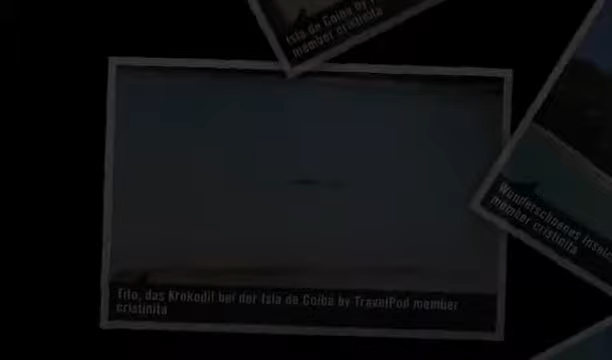 Isla de Coiba by
member cristinita
Tito, das Krokodil bei der Isla de Coiba by TravelPod member
cristinita
Wunderschoenes
member cristinita